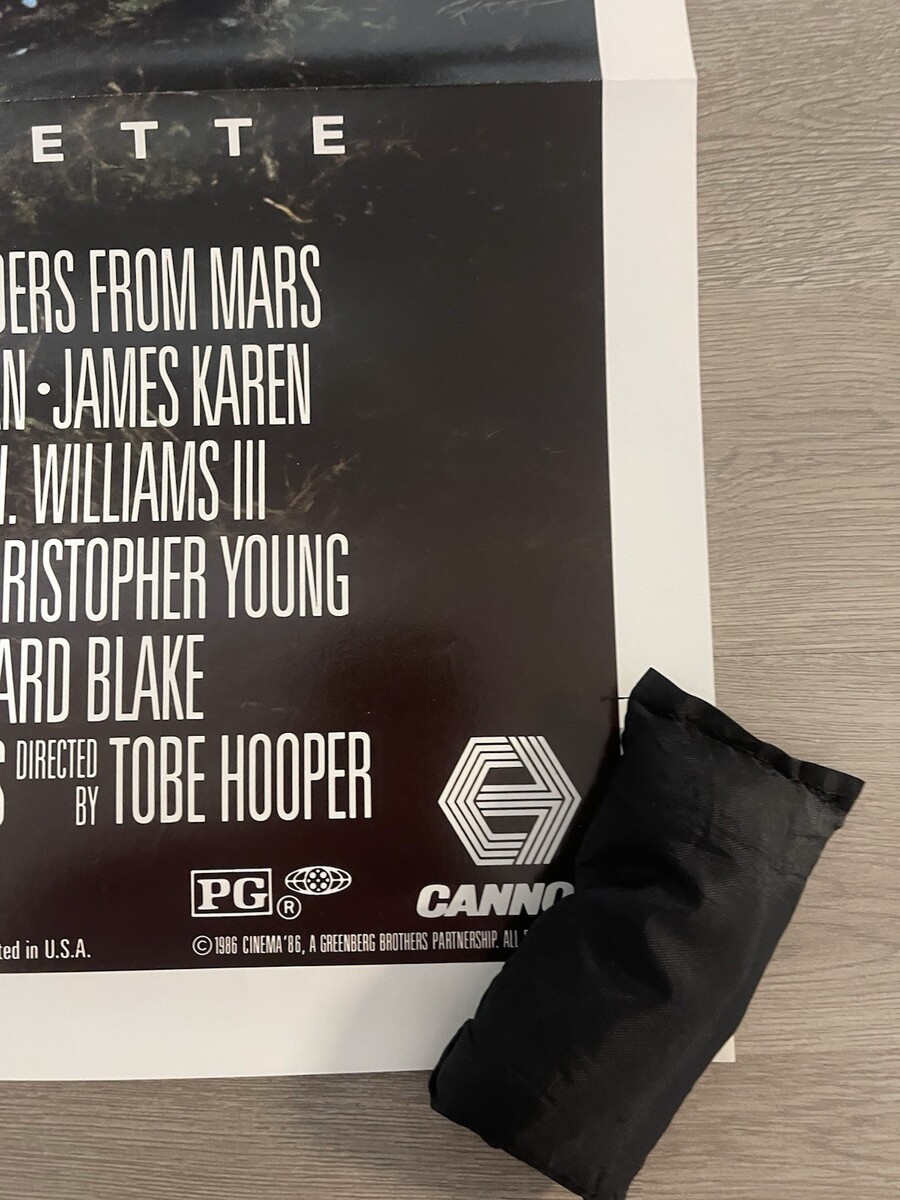 ETTE
DERS FROM MARS
N • JAMES KAREN
. WILLIAMS III
RISTOPHER YOUNG
ARD BLAKE
S DIRECTED BY TOBE HOOPER
PG ®
CANNO
ted in U.S.A.
©1986 CINEMA'86, A GREENBERG BROTHERS PARTNERSHIP. ALL